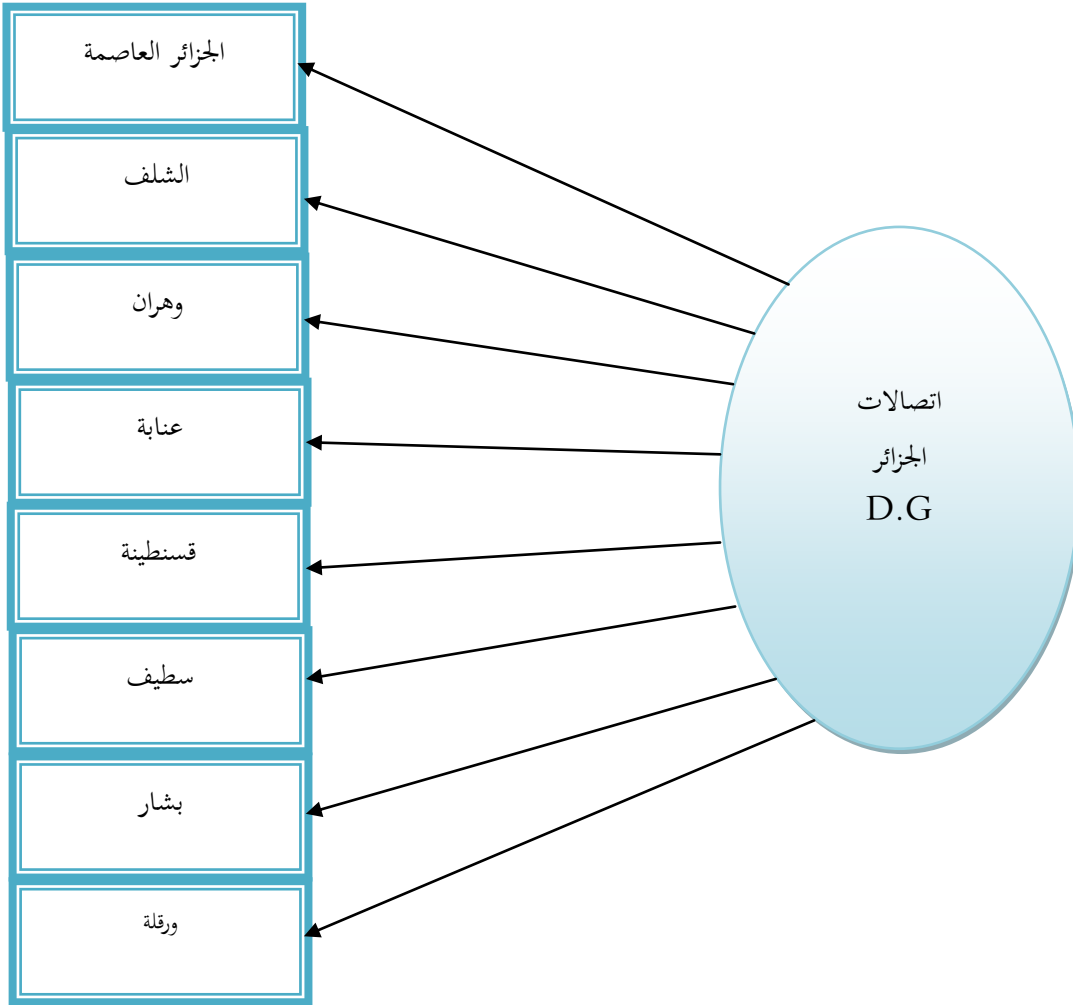 الجزائر العاصمة
الشلف
وهران
عنابة
قسنطينة
سطيف
بشار
ورقلة
اتصالات
الجزائر
D.G